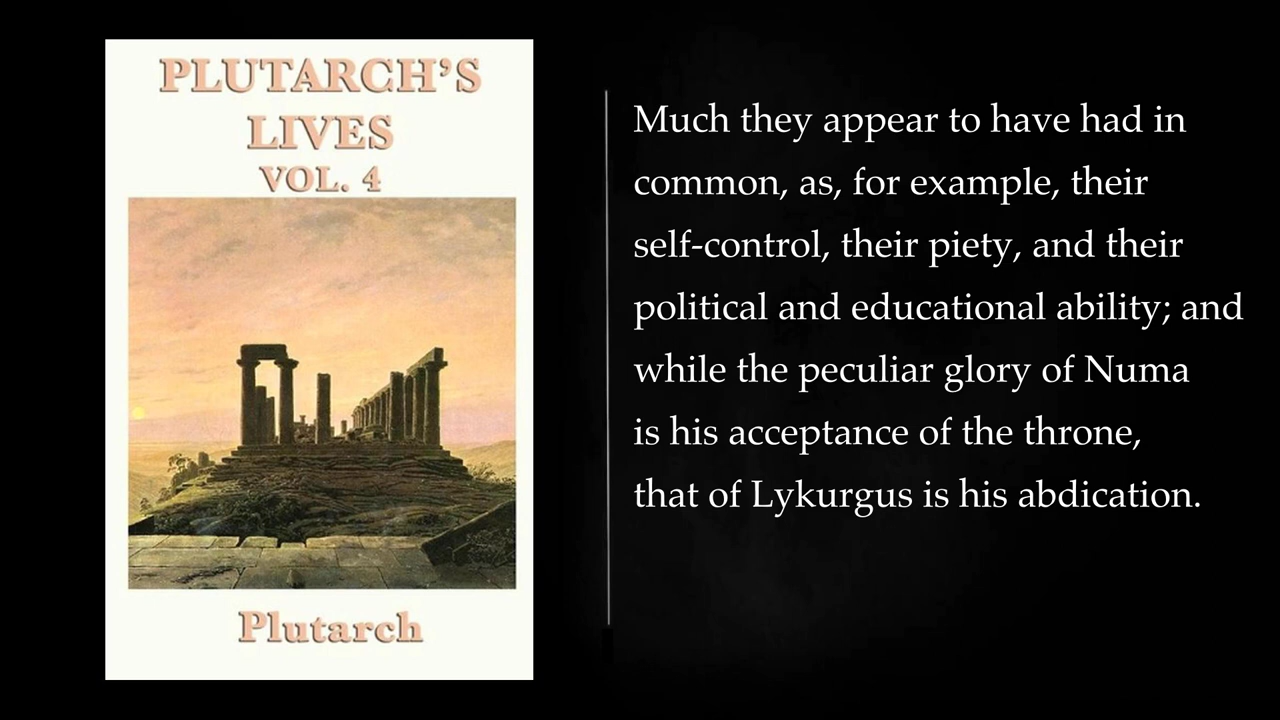 PLUTARCH'S
LIVES
VOL. 4
Plutarch
Much they appear to have had in
common, as, for example, their
self-control, their piety, and their
political and educational ability; and
while the peculiar glory of Numa
is his acceptance of the throne,
that of Lykurgus is his abdication.